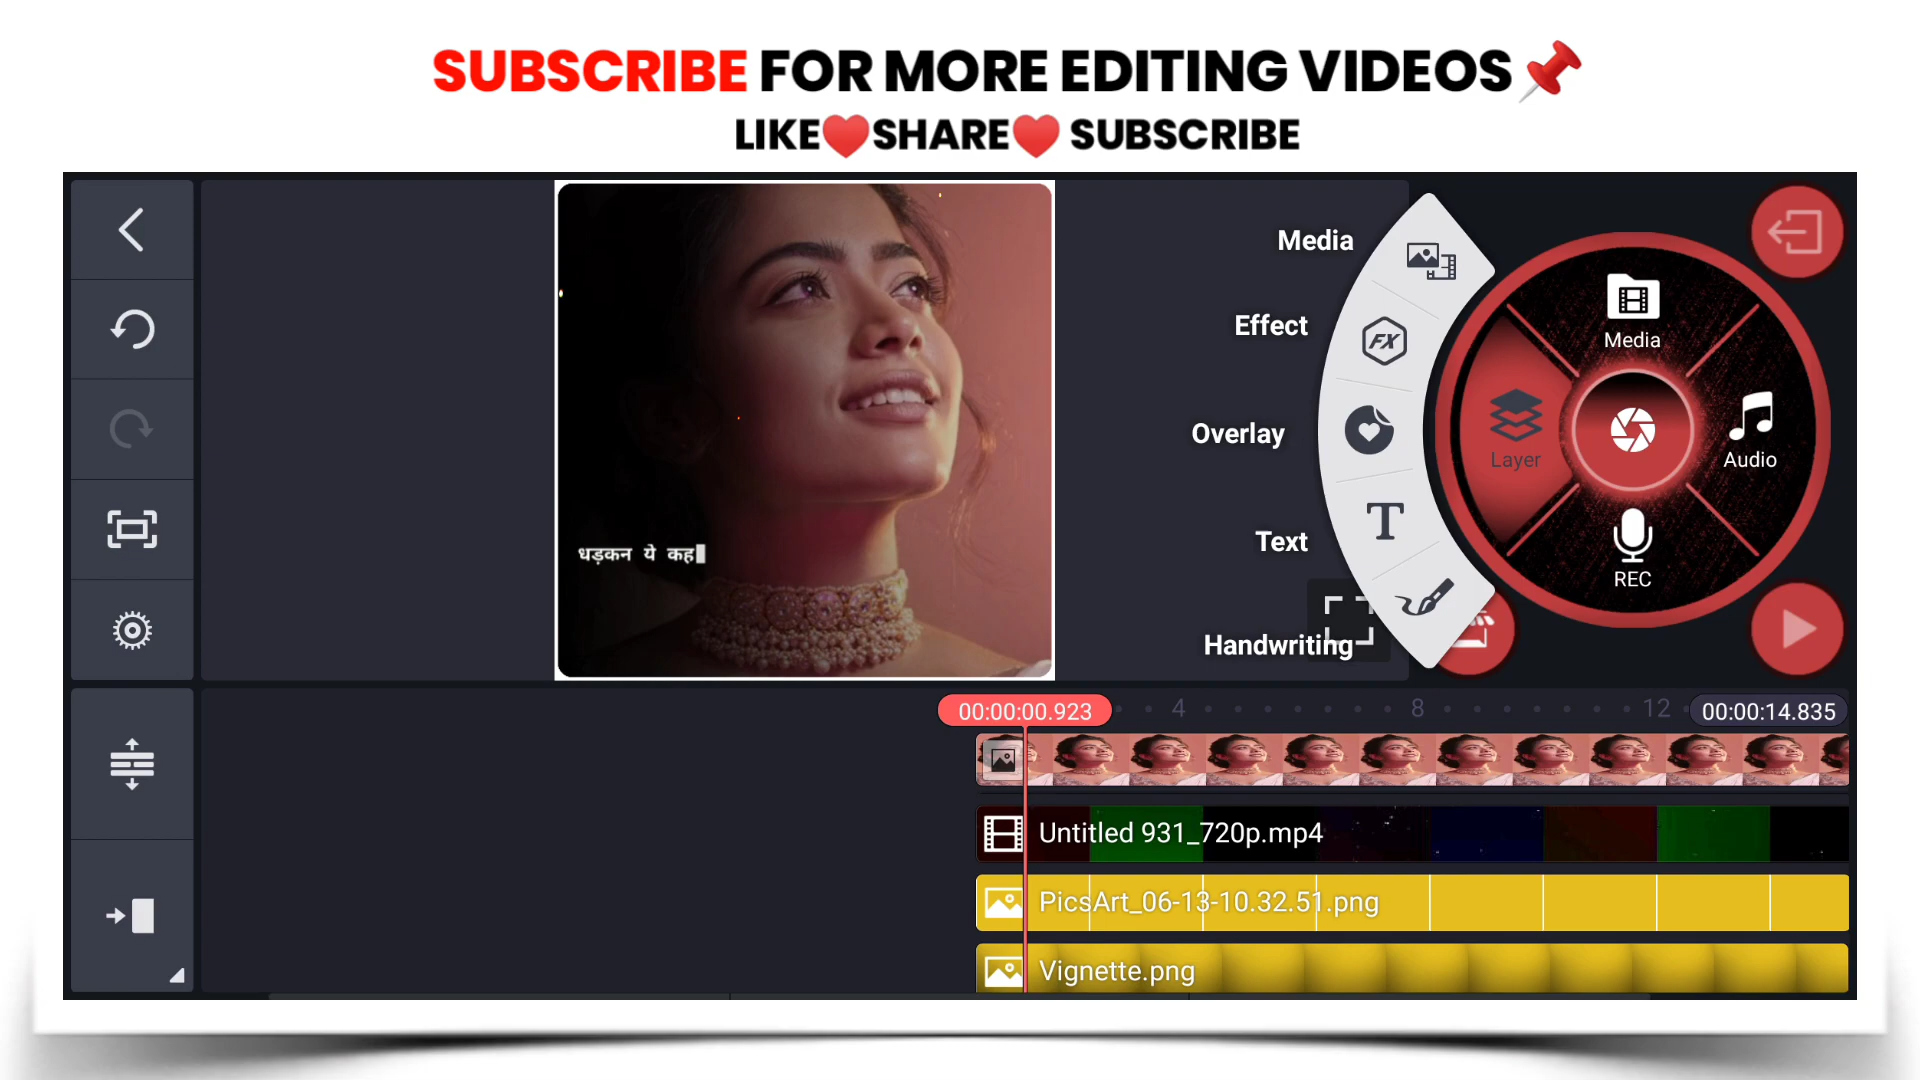 SUBSCRIBE FOR MORE EDITING VIDEOS📌
LIKE❤️SHARE❤️ SUBSCRIBE
Media
Effect
Overlay
Text
Handwriting
FX
T
Media
Layer
Audio
REC
धड़कन ये कह
00:00:00.923
4
8
12
00:00:14.835
Untitled 931_720p.mp4
PicsArt_06-13-10.32.51.png
Vignette.png